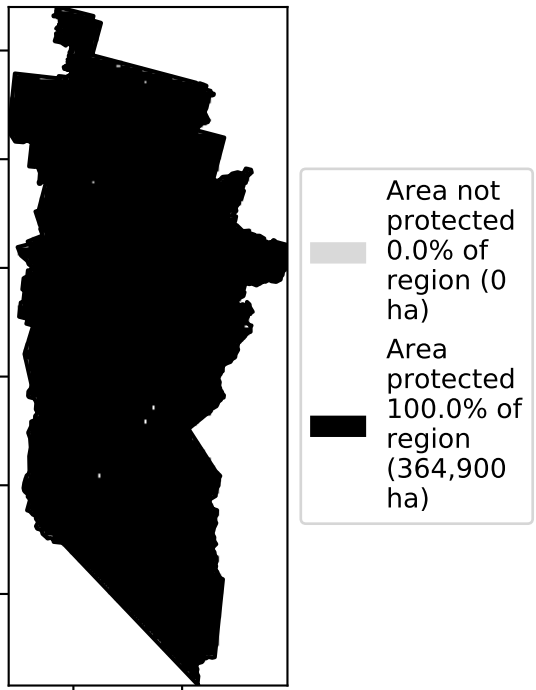 Area not
protected
0.0% of
region (0
ha)
Area
protected
100.0% of
region
(364,900
ha)